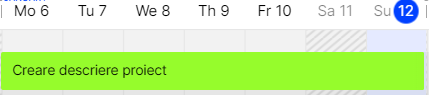 Mo 6 Tu 7 We 8 Th 9 Fr 10 Sa 11 Su 12
Creare descriere proiect